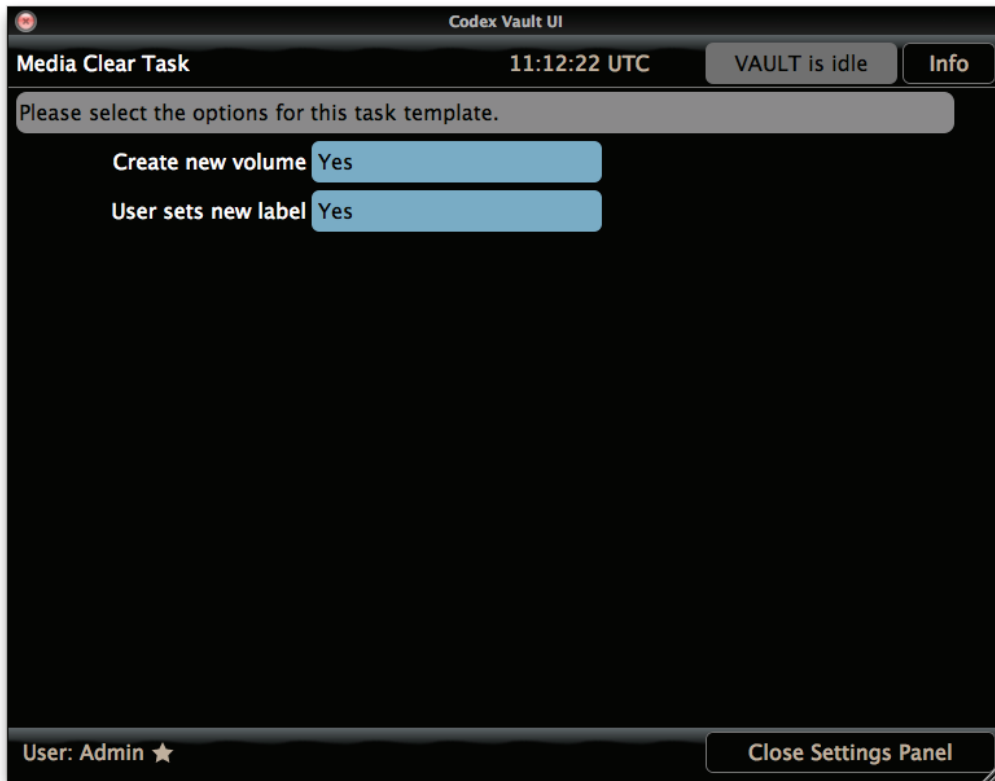 Codex Vault UI
Media Clear Task 11:12:22 UTC VAULT is idle Info
Please select the options for this task template.
Create new volume Yes
User sets new label Yes
User: Admin ★ Close Settings Panel